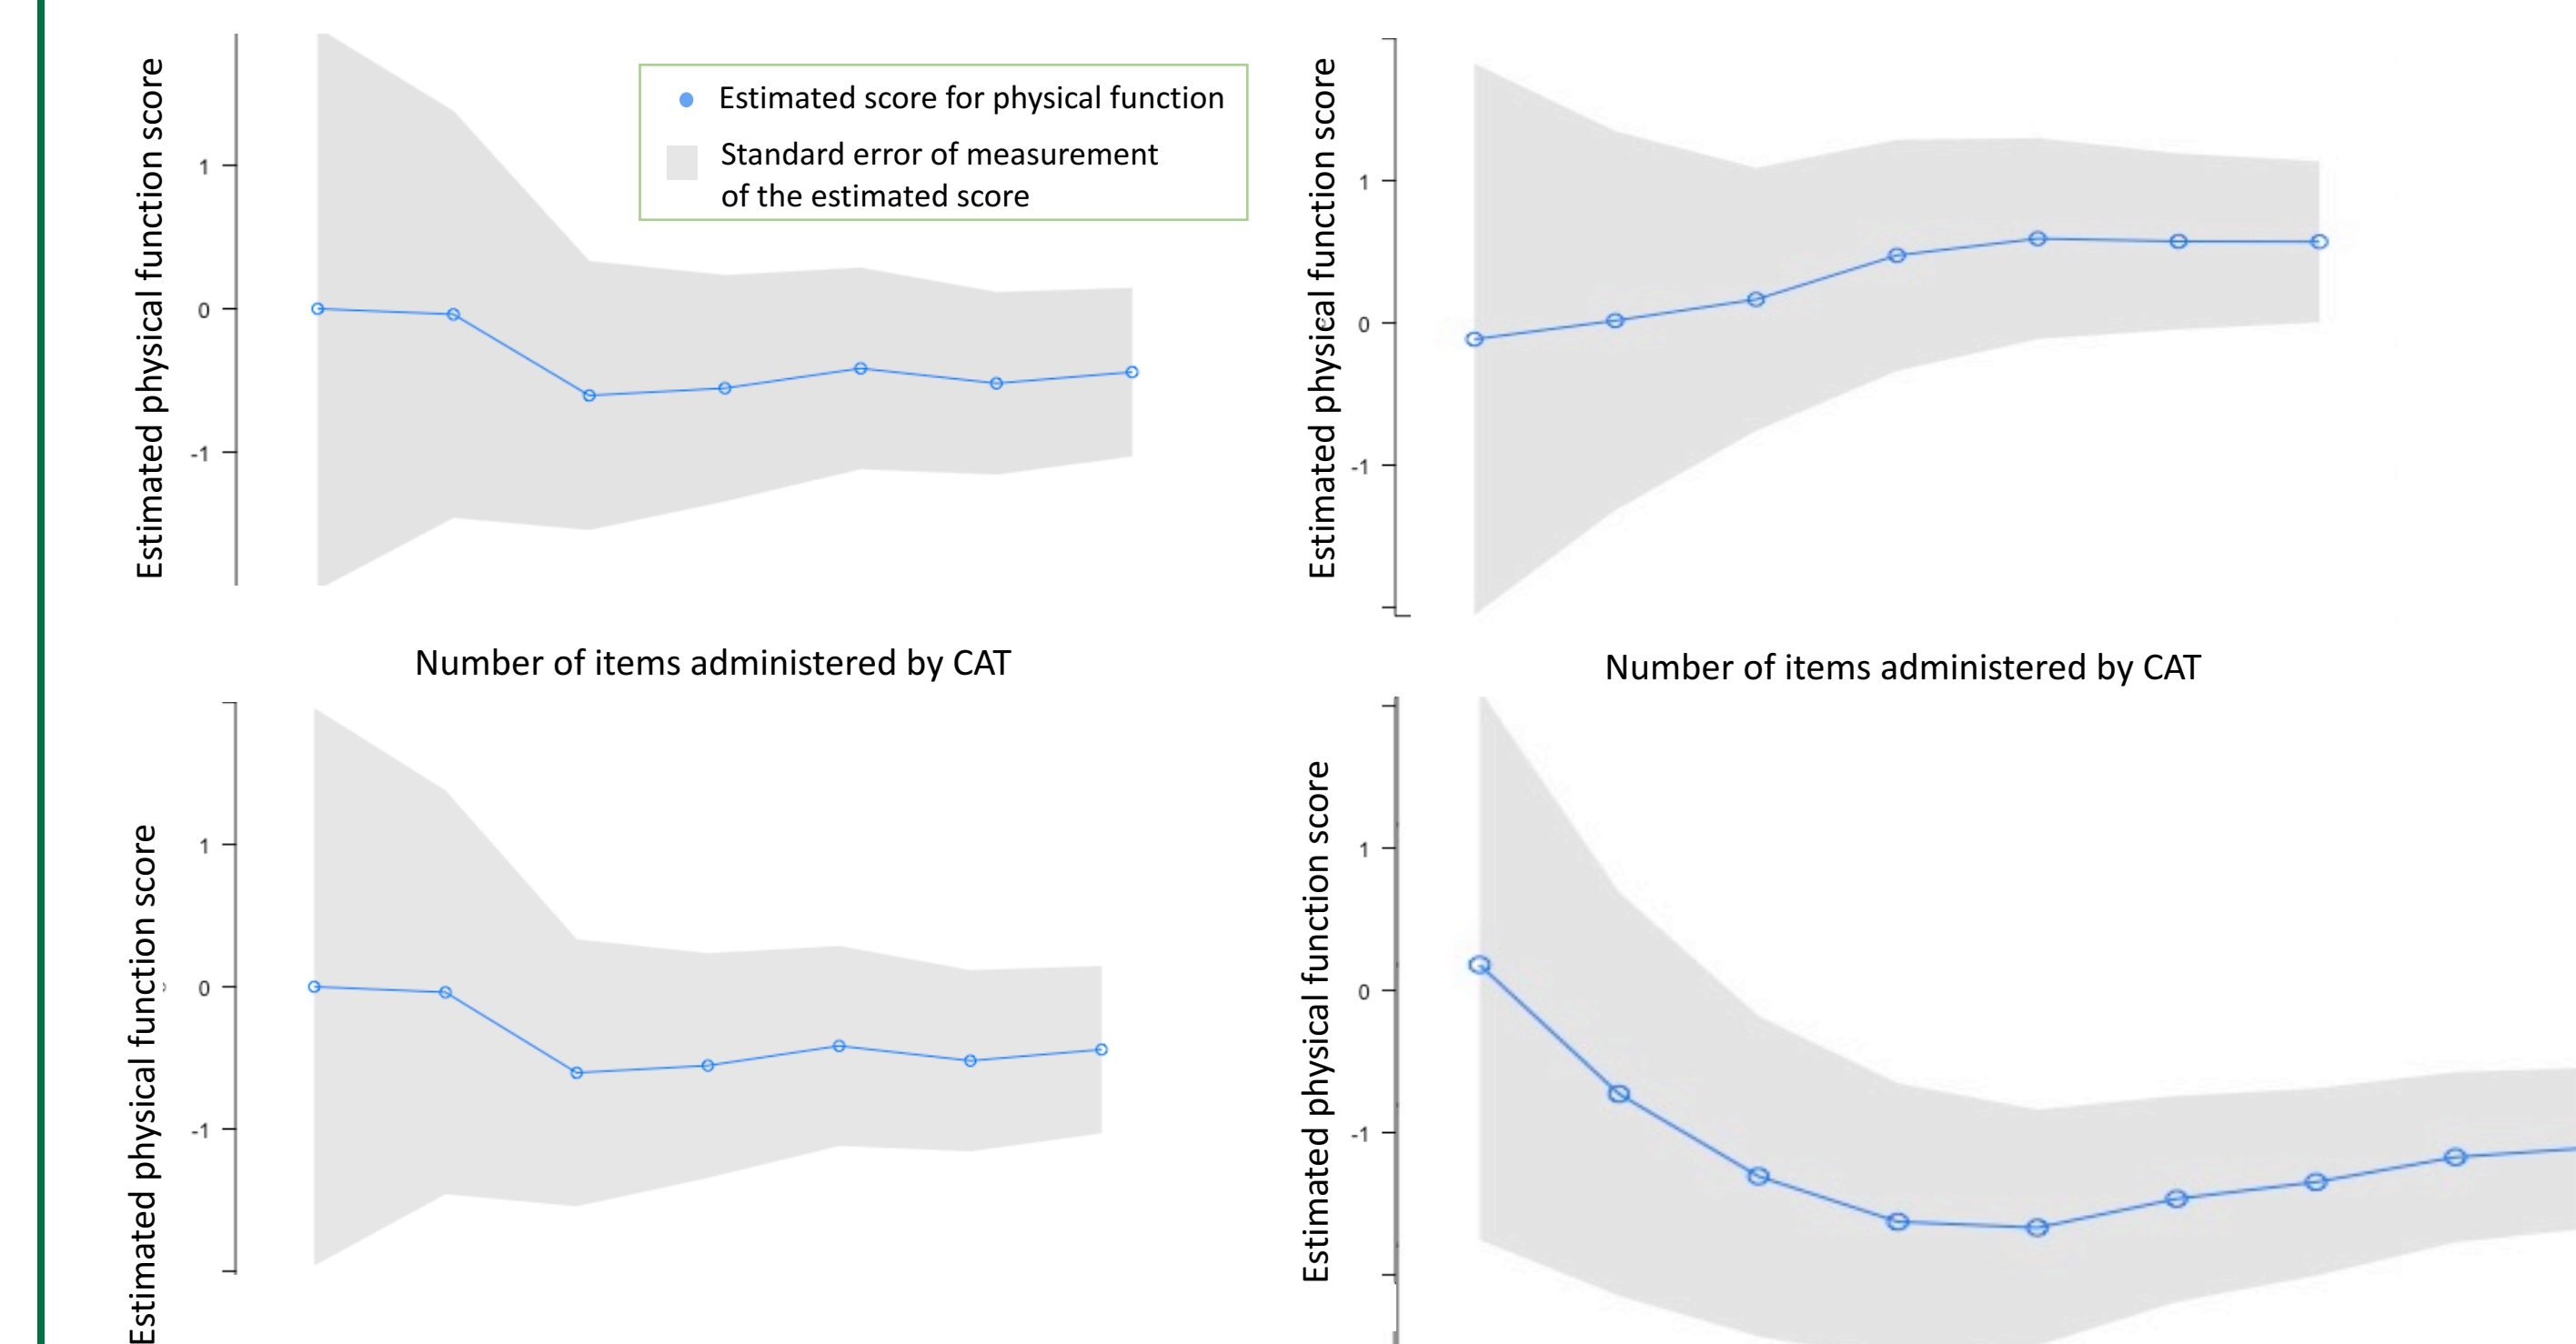 Estimated physical function score
1
0
-1
Estimated score for physical function
Standard error of measurement
of the estimated score
Number of items administered by CAT
Estimated physical function score
1
0
-1
Number of items administered by CAT
Estimated physical function score
1
0
-1
Estimated physical function score
1
0
-1